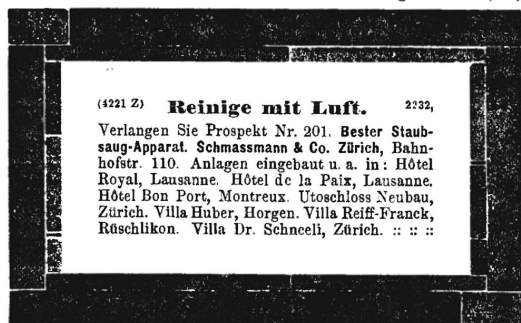 (4221 Z) Reinige mit Luft. 2232,
Verlangen Sie Prospekt Nr. 201. Bester Staub-
saug-Apparat. Schmassmann & Co. Zürich, Bahn-
hofstr. 110. Anlagen eingebaut u. a. in: Hôtel
Royal, Lausanne. Hôtel de la Paix, Lausanne.
Hôtel Bon Port, Montreux. Utoschloss Neubau,
Zürich. Villa Huber, Horgen. Villa Reiff-Franck,
Rüschlikon. Villa Dr. Schneeli, Zürich. :: :: ::